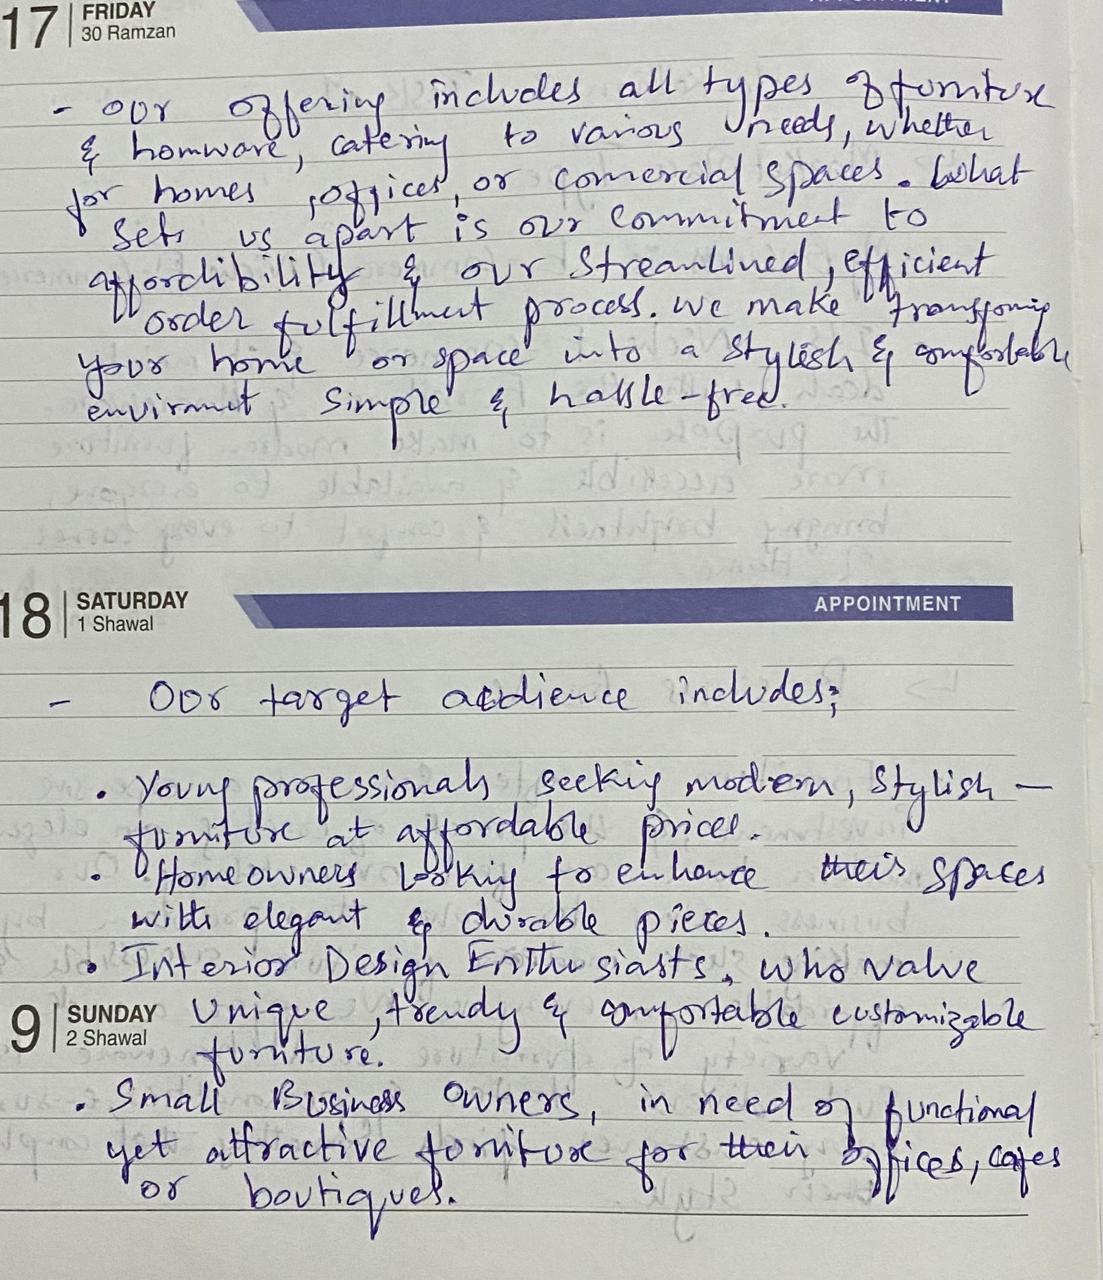 17 FRIDAY
30 Ramzan
- our offering includes all types of furniture
& homware, catering to various needs, whether
for homes, offices, or comercial spaces. What
sets us apart is our commitment to
affordibility & our streamlined, efficient
order fulfillment process. we make transforming
your home or space into a stylish & comfortable
envirnmet simple & hassle-free.
18 SATURDAY APPOINTMENT
1 Shawal
- Our target audience includes;
• Young professionals seeking modern, stylish —
furniture at affordable prices.
• Homeowners looking to enhance their spaces
with elegant & durable pieces.
• Interior Design Enthusiasts, who value
9 SUNDAY unique, trendy & comfortable customizable
2 Shawal furniture.
• Small Business Owners, in need of functional
yet attractive furniture for their offices, cafes
or boutiques.